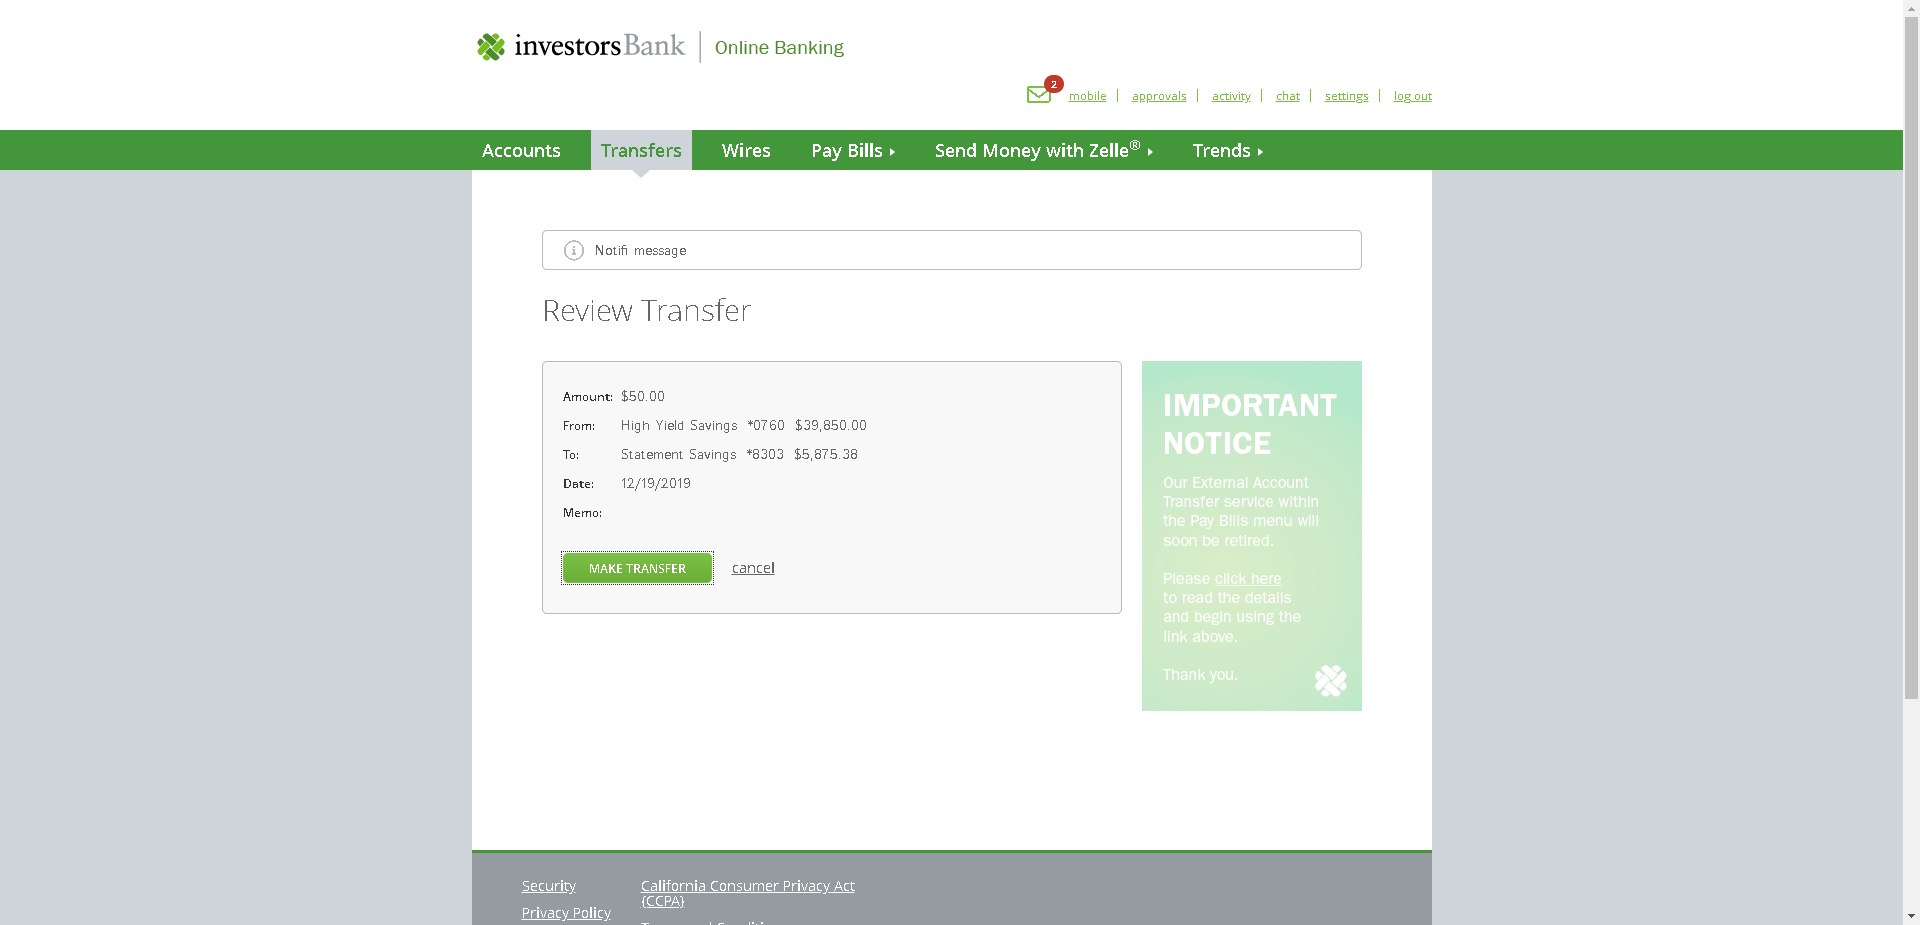 investorsBank Online Banking
2
mobile approvals activity chat settings log out
Accounts Transfers Wires Pay Bills Send Money with Zelle® Trends
Notifi message
Review Transfer
Amount: $50.00
From: High Yield Savings *0760 $39,850.00
To: Statement Savings *8303 $5,875.38
Date: 12/19/2019
Memo:
MAKE TRANSFER cancel
IMPORTANT
NOTICE
Our External Account
Transfer service within
the Pay Bills menu will
soon be retired.
Please click here
to read the details
and begin using the
link above.
Thank you.
Security
Privacy Policy
California Consumer Privacy Act
(CCPA)